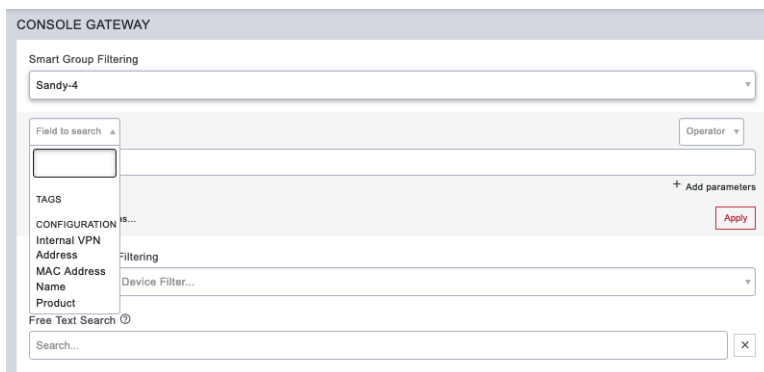 CONSOLE GATEWAY
Smart Group Filtering
Sandy-4
Field to search
Operator
+ Add parameters
TAGS
CONFIGURATION
s...
Apply
Internal VPN
Address
Filtering
MAC Address
Device Filter...
Name
Product
Free Text Search
Search...